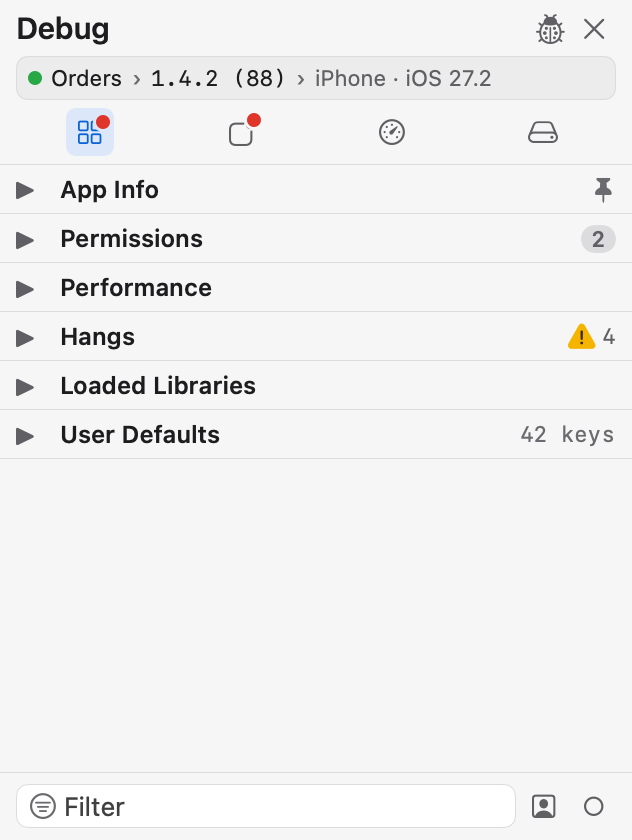 Debug
Orders › 1.4.2 (88) › iPhone · iOS 27.2
App Info
Permissions 2
Performance
Hangs 4
Loaded Libraries
User Defaults 42 keys
Filter